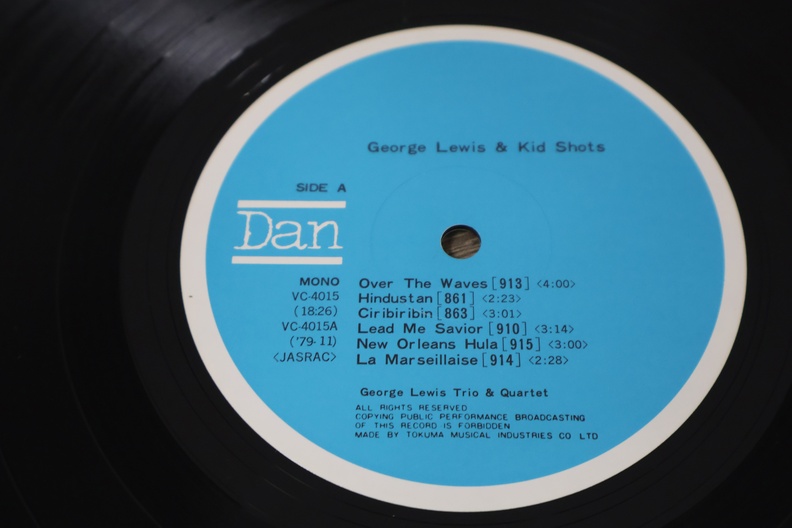 George Lewis & Kid Shots
SIDE A
Dan
MONO
VC-4015
(18:26)
VC-4015A
('79-11)
<JASRAC>
Over The Waves[913] <4:00>
Hindustan[861] <2:23>
Ciribiribin[863] <3:01>
Lead Me Savior[910] <3:14>
New Orleans Hula[915] <3:00>
La Marseillaise[914] <2:28>
George Lewis Trio & Quartet
ALL RIGHTS RESERVED
COPYING PUBLIC PERFORMANCE BROADCASTING
OF THIS RECORD IS FORBIDDEN
MADE BY TOKUMA MUSICAL INDUSTRIES CO LTD